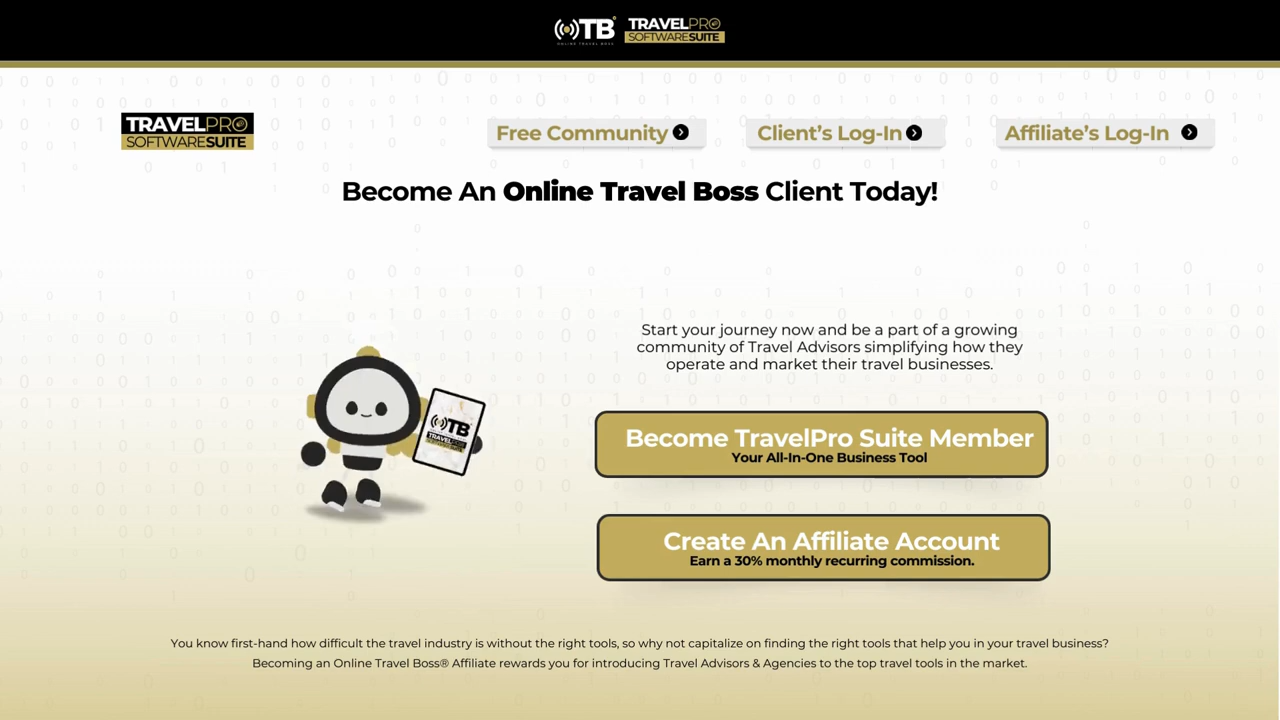 TB®
ONLINE TRAVEL BOSS
TRAVELPRO
SOFTWARESUITE
TRAVELPRO
SOFTWARESUITE
Free Community
Client’s Log-In
Affiliate’s Log-In
Become An Online Travel Boss Client Today!
Start your journey now and be a part of a growing
community of Travel Advisors simplifying how they
operate and market their travel businesses.
TB
TRAVELPRO
SOFTWARESUITE
Become TravelPro Suite Member
Your All-In-One Business Tool
Create An Affiliate Account
Earn a 30% monthly recurring commission.
You know first-hand how difficult the travel industry is without the right tools, so why not capitalize on finding the right tools that help you in your travel business?
Becoming an Online Travel Boss® Affiliate rewards you for introducing Travel Advisors & Agencies to the top travel tools in the market.